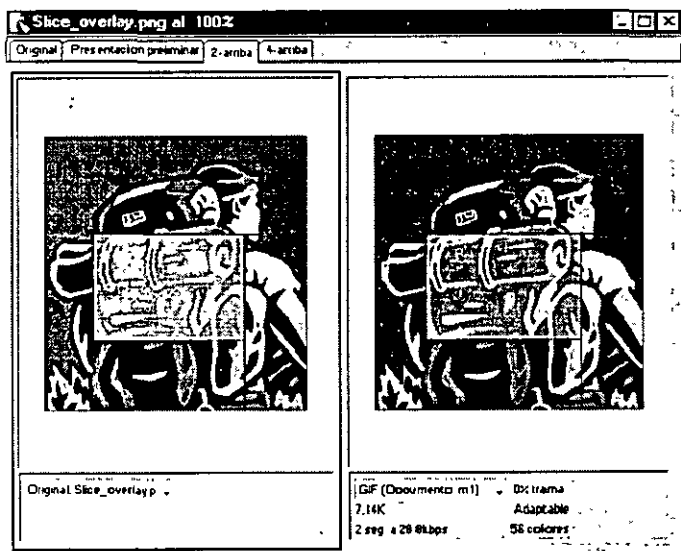 Slice_overlay.png al 100%
Original Presentación preliminar 2-arriba 4-arriba
Original: Slice_overlay.p
GIF (Documento m1) 0% trama
7,14K Adaptable
2 seg a 28.8kbps 56 colores